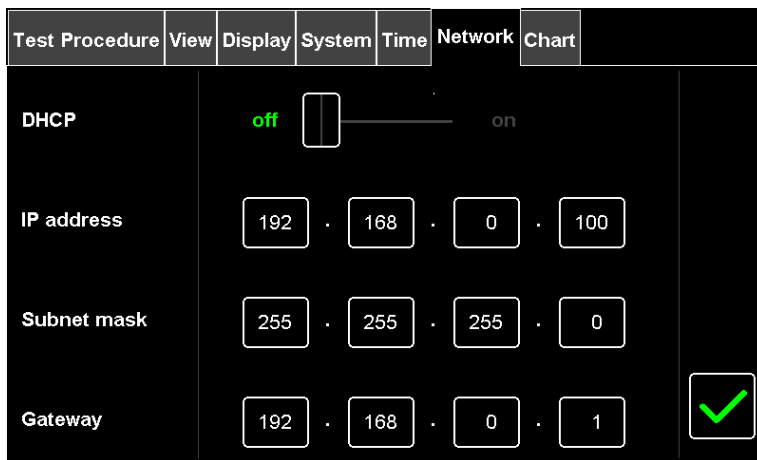 Test Procedure View Display System Time Network Chart
DHCP off on
IP address 192 . 168 . 0 . 100
Subnet mask 255 . 255 . 255 . 0
Gateway 192 . 168 . 0 . 1